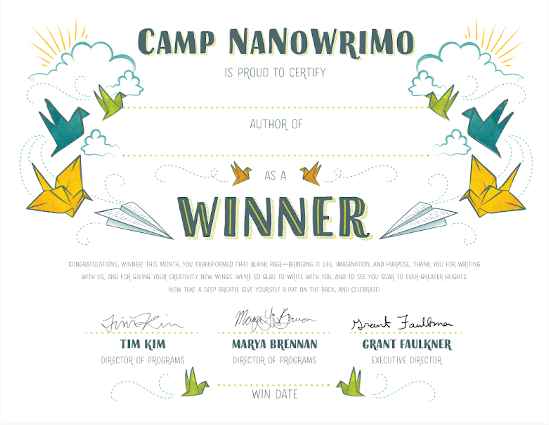 CAMP NANOWRIMO
IS PROUD TO CERTIFY
AUTHOR OF
AS A
WINNER
CONGRATULATIONS, WINNER! THIS MONTH, YOU TRANSFORMED THAT BLANK PAGE—BRINGING IT LIFE, IMAGINATION, AND PURPOSE. THANK YOU FOR WRITING
WITH US, AND FOR GIVING YOUR CREATIVITY NEW WINGS. WE'RE SO GLAD TO WRITE WITH YOU, AND TO SEE YOU SOAR TO EVER-GREATER HEIGHTS.
NOW TAKE A DEEP BREATH, GIVE YOURSELF A PAT ON THE BACK, AND CELEBRATE!
Tim Kim Marya Brennan Grant Faulkner
TIM KIM MARYA BRENNAN GRANT FAULKNER
DIRECTOR OF PROGRAMS DIRECTOR OF PROGRAMS EXECUTIVE DIRECTOR
WIN DATE